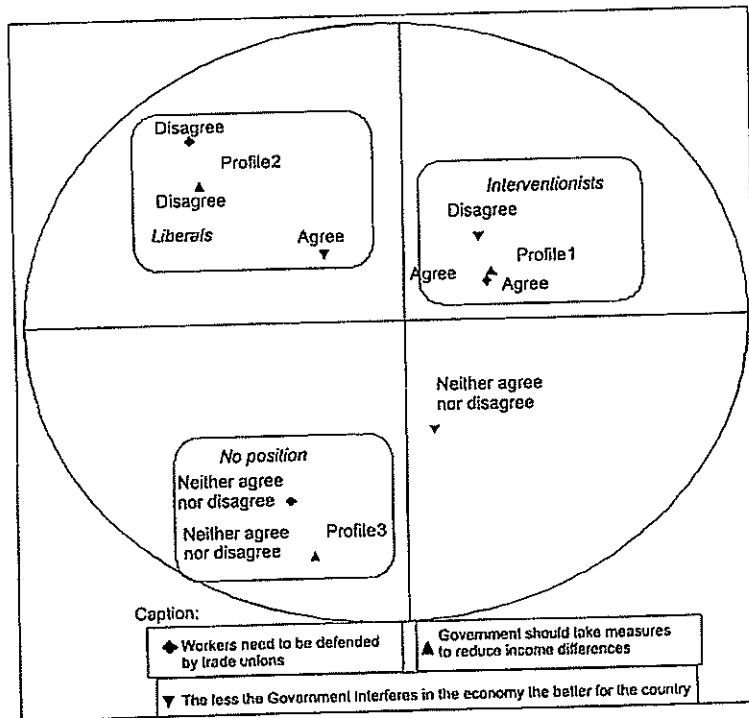 Disagree
Profile2
Disagree
Liberals
Agree
Interventionists
Disagree
Profile1
Agree
Agree
Neither agree
nor disagree
No position
Neither agree
nor disagree
Neither agree
nor disagree
Profile3
Caption:
Workers need to be defended
by trade unions
Government should take measures
to reduce income differences
The less the Government interferes in the economy the better for the country